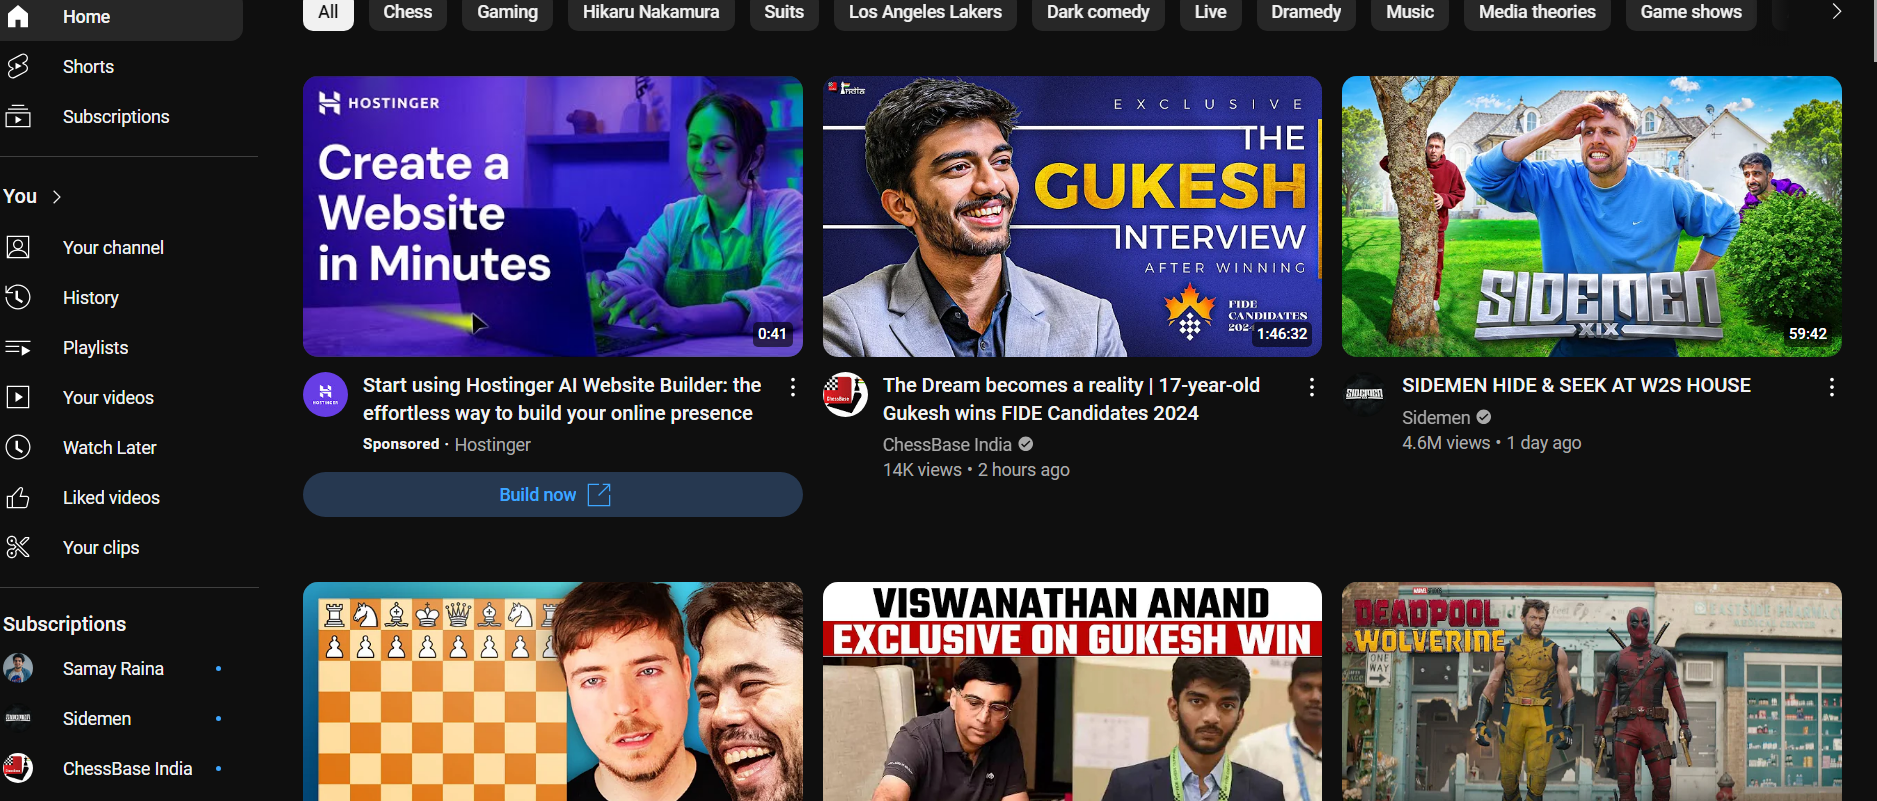 Home
Shorts
Subscriptions
You
Your channel
History
Playlists
Your videos
Watch Later
Liked videos
Your clips
Subscriptions
Samay Raina
Sidemen
ChessBase India
All
Chess
Gaming
Hikaru Nakamura
Suits
Los Angeles Lakers
Dark comedy
Live
Dramedy
Music
Media theories
Game shows
HOSTINGER
Create a
Website
in Minutes
0:41
HOSTINGER
Start using Hostinger AI Website Builder: the
effortless way to build your online presence
Sponsored · Hostinger
Build now
India
EXCLUSIVE
THE
GUKESH
INTERVIEW
AFTER WINNING
FIDE
CANDIDATES
2024
1:46:32
ChessBase
The Dream becomes a reality | 17-year-old
Gukesh wins FIDE Candidates 2024
ChessBase India
14K views • 2 hours ago
SIDEMEN
XIX
59:42
SIDEMEN
SIDEMEN HIDE & SEEK AT W2S HOUSE
Sidemen
4.6M views • 1 day ago
VISWANATHAN ANAND
EXCLUSIVE ON GUKESH WIN
DEADPOOL
& WOLVERINE
ONE
WAY